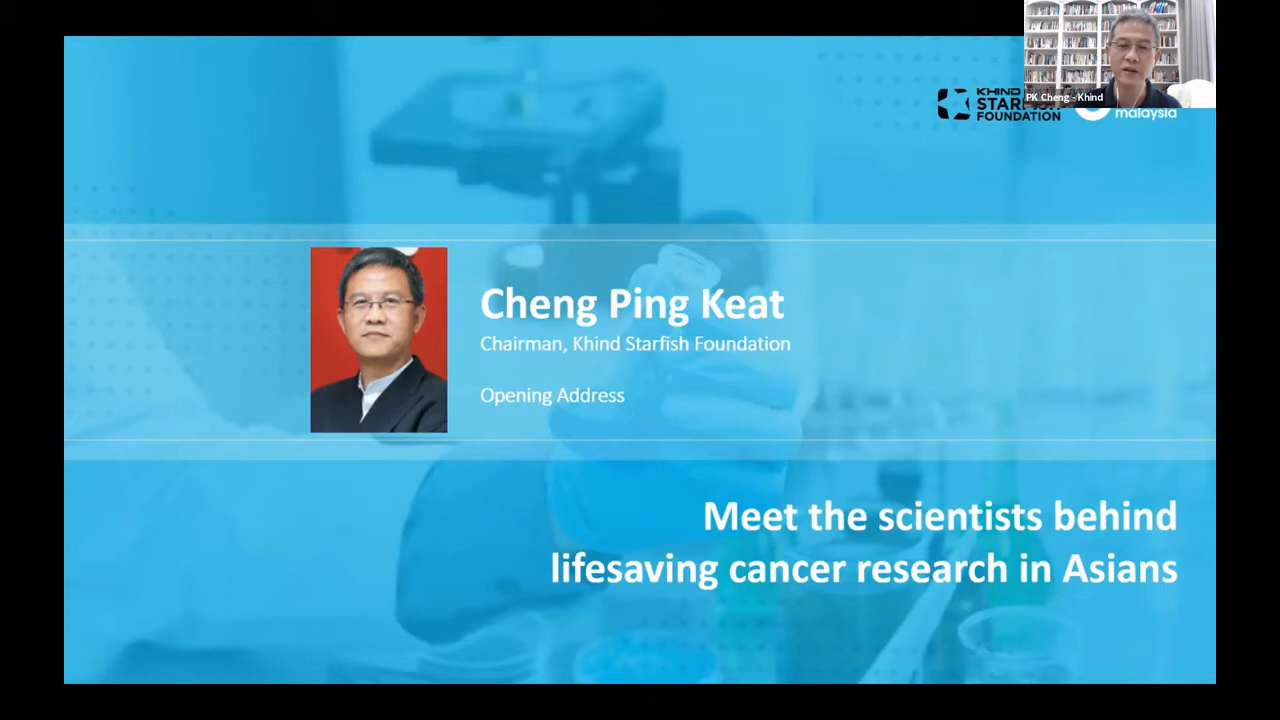 PK Cheng - Khind
KHIND
STARFISH
FOUNDATION
malaysia
Cheng Ping Keat
Chairman, Khind Starfish Foundation
Opening Address
Meet the scientists behind
lifesaving cancer research in Asians